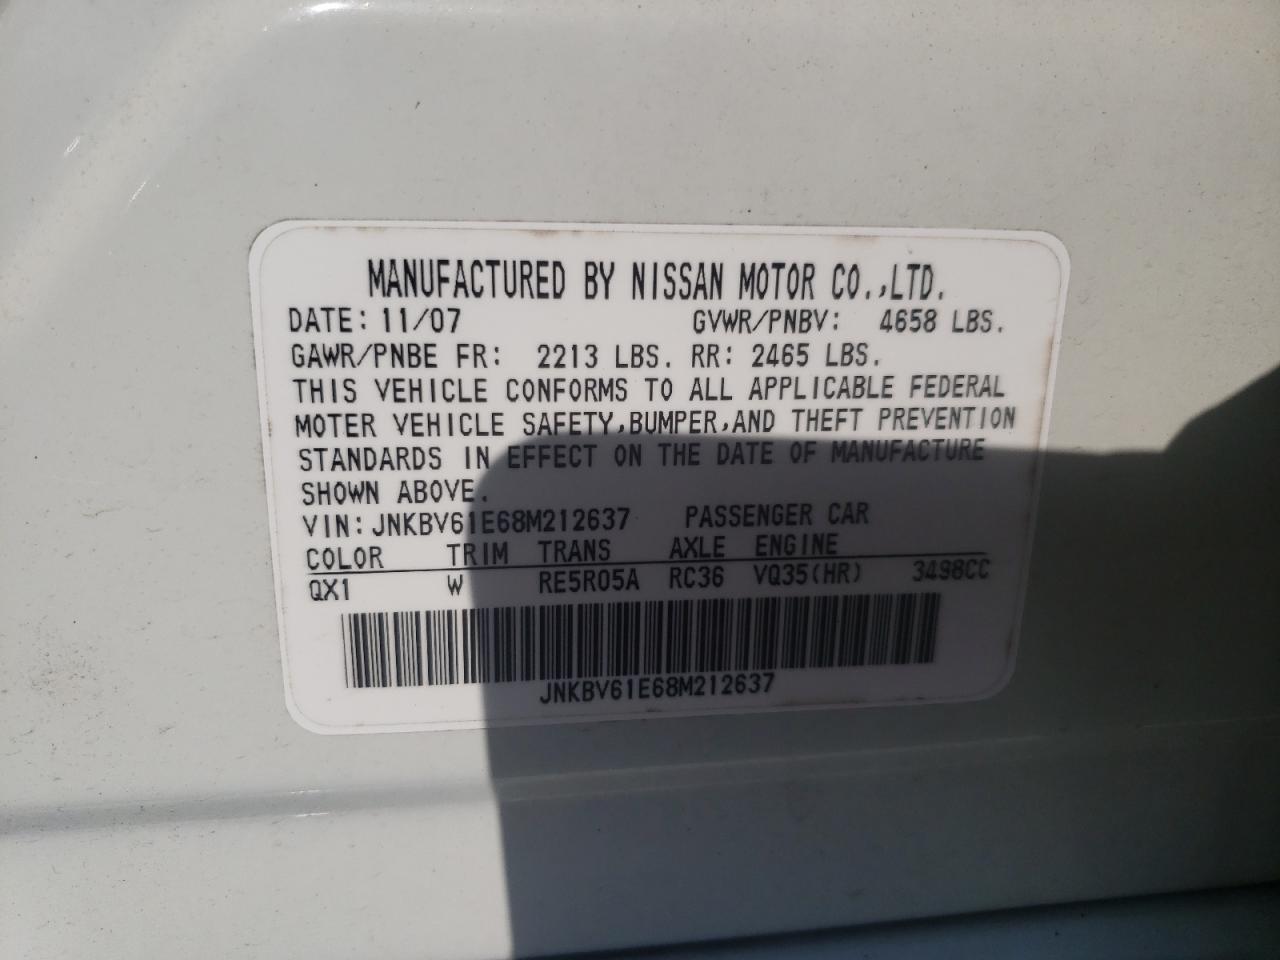 MANUFACTURED BY NISSAN MOTOR CO.,LTD.
DATE: 11/07 GVWR/PNBV: 4658 LBS.
GAWR/PNBE FR: 2213 LBS. RR: 2465 LBS.
THIS VEHICLE CONFORMS TO ALL APPLICABLE FEDERAL
MOTER VEHICLE SAFETY,BUMPER,AND THEFT PREVENTION
STANDARDS IN EFFECT ON THE DATE OF MANUFACTURE
SHOWN ABOVE.
VIN: JNKBV61E68M212637 PASSENGER CAR
COLOR TRIM TRANS AXLE ENGINE
QX1 W RE5R05A RC36 VQ35(HR) 3498CC
JNKBV61E68M212637